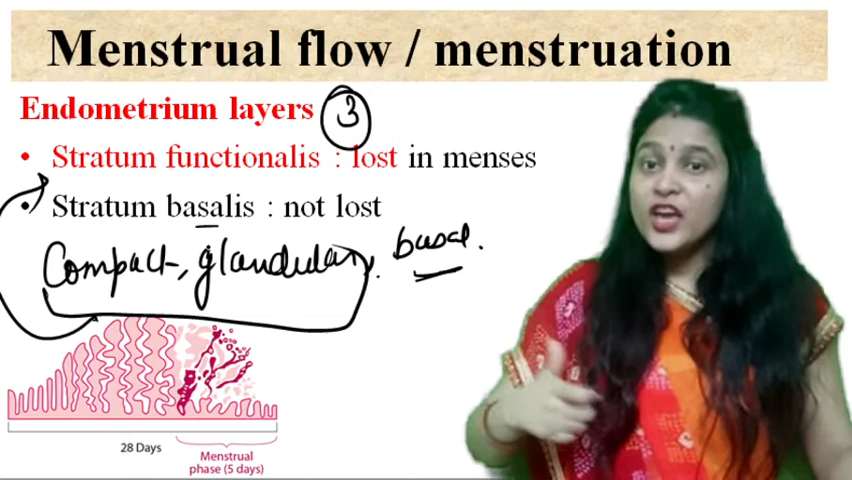 Menstrual flow / menstruation
Endometrium layers 3
• Stratum functionalis : lost in menses
• Stratum basalis : not lost
Compact, glandular, basal.
28 Days
Menstrual
phase (5 days)